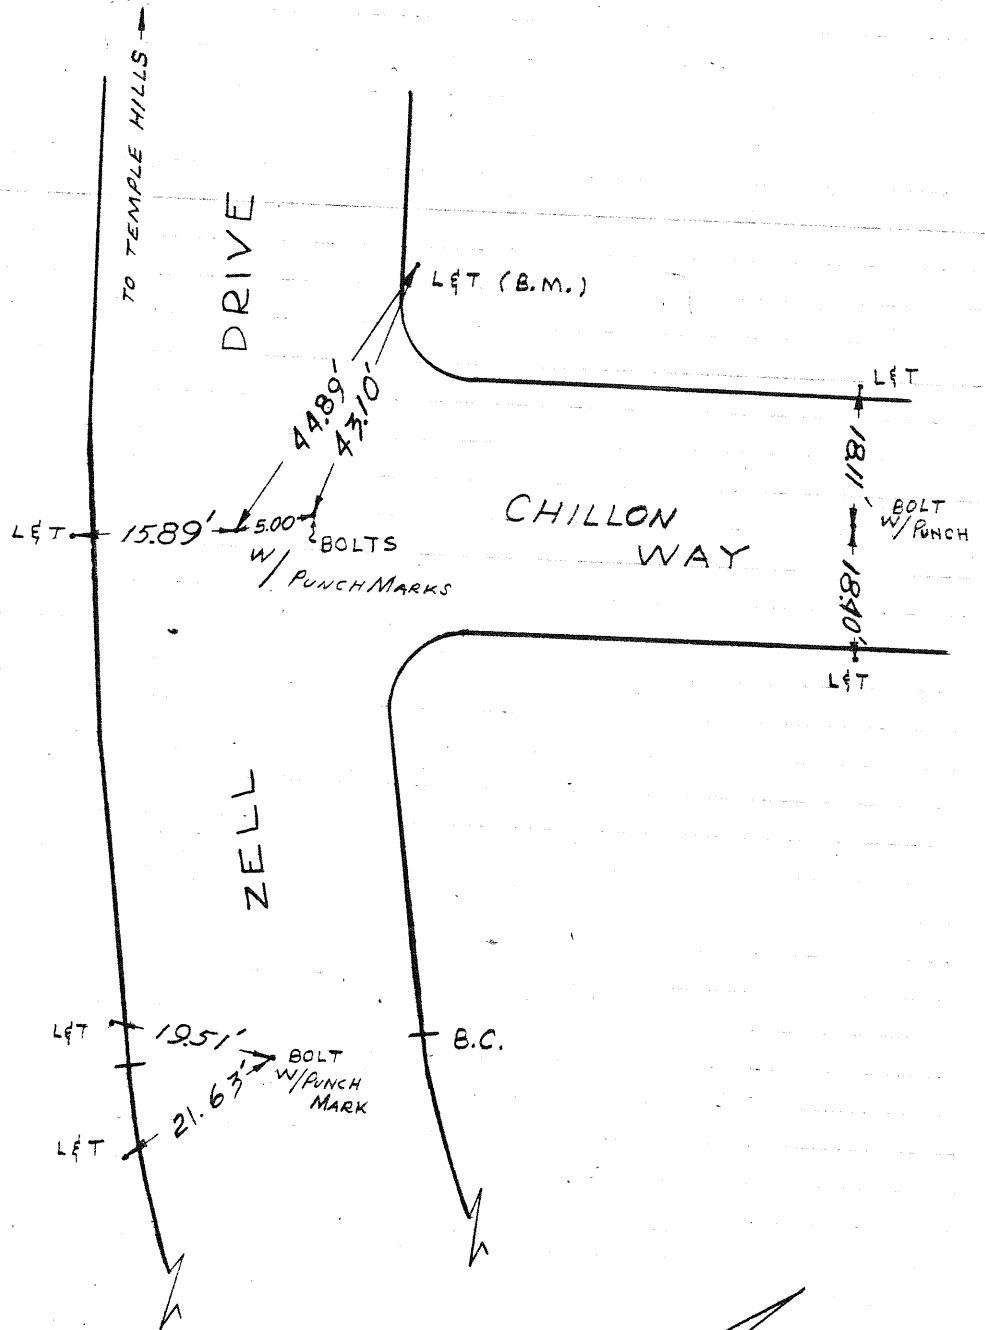 TO TEMPLE HILLS
DRIVE
L&T (B.M.)
44.89'
43.10'
L&T
18.11'
BOLT
W/PUNCH
18.40'
L&T
CHILLON
WAY
L&T
15.89'
5.00'
BOLTS
W/ PUNCH MARKS
ZELL
L&T
19.51'
BOLT
W/PUNCH
MARK
21.63'
L&T
B.C.